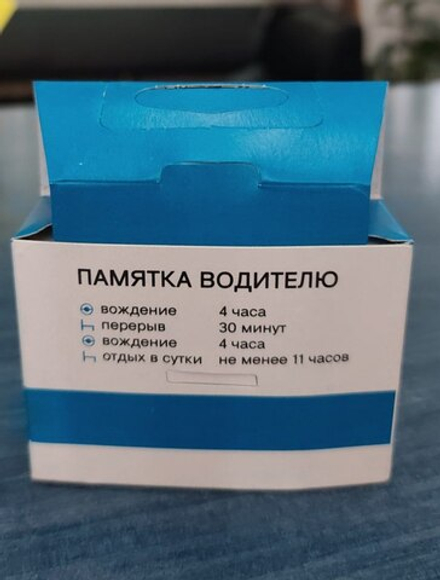 ПАМЯТКА ВОДИТЕЛЮ
вождение 4 часа
перерыв 30 минут
вождение 4 часа
отдых в сутки не менее 11 часов